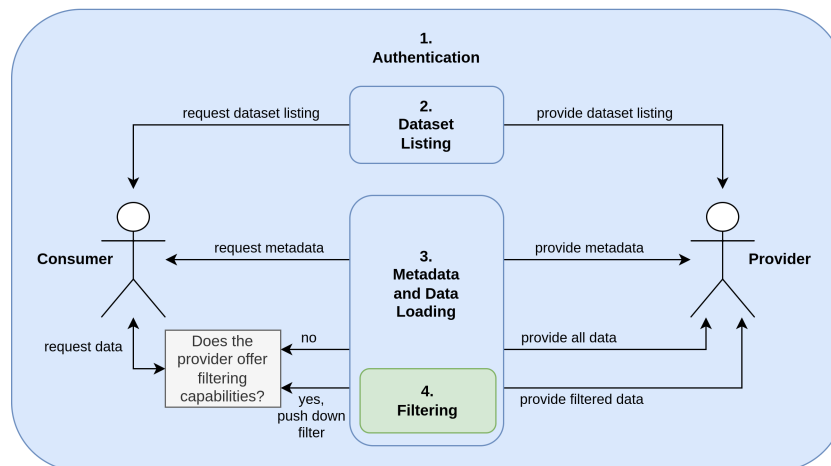 1.
Authentication
request dataset listing
2.
Dataset
Listing
provide dataset listing
Consumer
request metadata
3.
Metadata
and Data
Loading
provide metadata
Provider
request data
Does the
provider offer
filtering
capabilities?
no
provide all data
yes,
push down
filter
4.
Filtering
provide filtered data